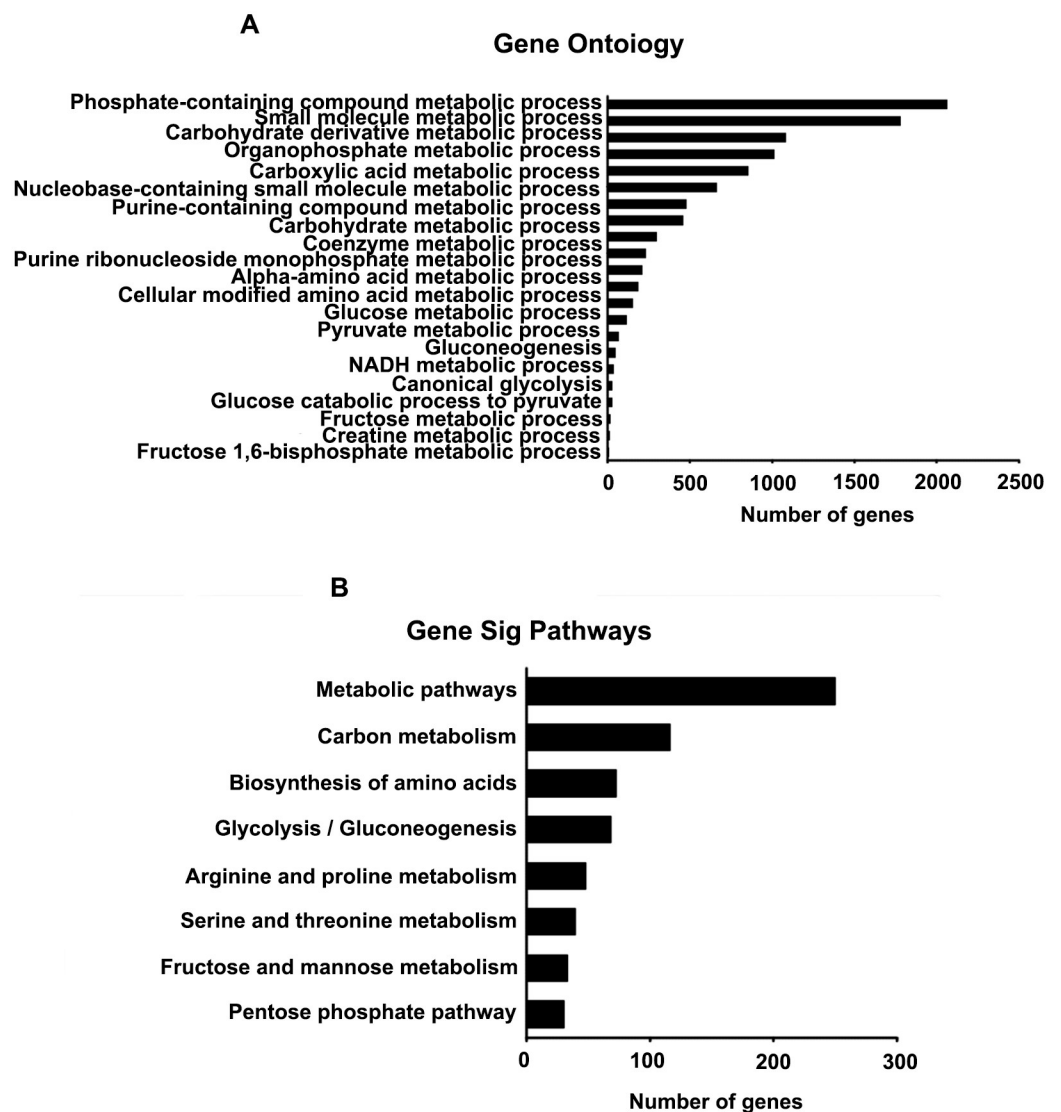 A
Gene Ontoiogy
Phosphate-containing compound metabolic process
Small molecule metabolic process
Carbohydrate derivative metabolic process
Organophosphate metabolic process
Carboxylic acid metabolic process
Nucleobase-containing small molecule metabolic process
Purine-containing compound metabolic process
Carbohydrate metabolic process
Coenzyme metabolic process
Purine ribonucleoside monophosphate metabolic process
Alpha-amino acid metabolic process
Cellular modified amino acid metabolic process
Glucose metabolic process
Pyruvate metabolic process
Gluconeogenesis
NADH metabolic process
Canonical glycolysis
Glucose catabolic process to pyruvate
Fructose metabolic process
Creatine metabolic process
Fructose 1,6-bisphosphate metabolic process
0 500 1000 1500 2000 2500
Number of genes
B
Gene Sig Pathways
Metabolic pathways
Carbon metabolism
Biosynthesis of amino acids
Glycolysis / Gluconeogenesis
Arginine and proline metabolism
Serine and threonine metabolism
Fructose and mannose metabolism
Pentose phosphate pathway
0 100 200 300
Number of genes